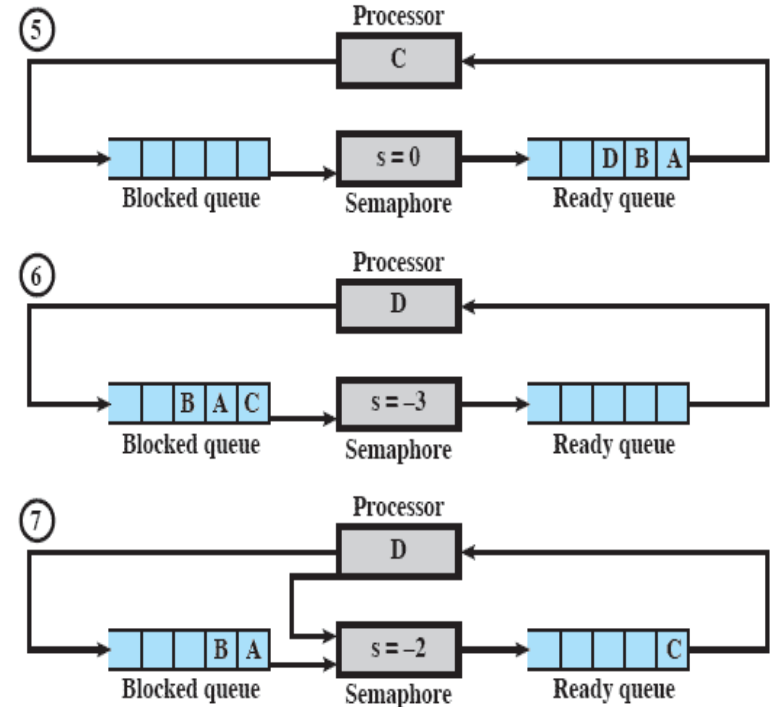 5
Processor
C
s = 0
D B A
Blocked queue
Semaphore
Ready queue
6
Processor
D
B A C
s = –3
Blocked queue
Semaphore
Ready queue
7
Processor
D
B A
s = –2
C
Blocked queue
Semaphore
Ready queue